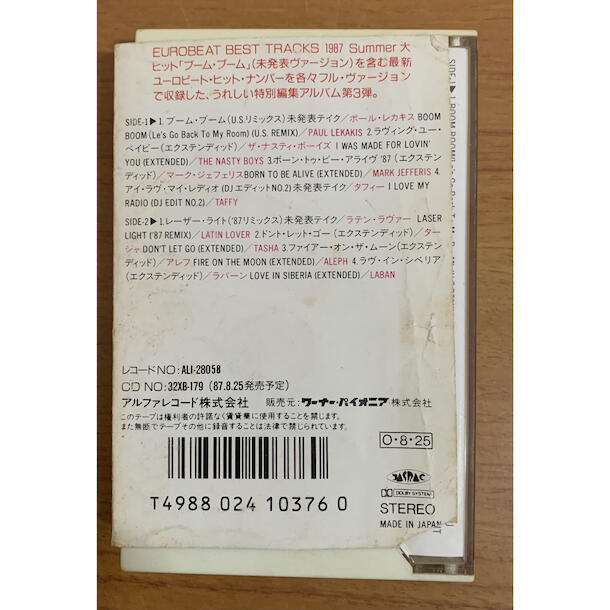 EUROBEAT BEST TRACKS 1987 Summer 大
ヒット「ブーム・ブーム」(未発表ヴァージョン)を含む最新
ユーロビート・ヒット・ナンバーを各々フル・ヴァージョン
で収録した、うれしい特別編集アルバム第3弾。
SIDE-1▶1. ブーム・ブーム(U.S.リミックス)未発表テイク/ポール・レカキス BOOM
BOOM (Le's Go Back To My Room) (U.S. REMIX)/PAUL LEKAKIS 2.ラヴィング・ユー・
ベイビー(エクステンディッド)/ザ・ナスティ・ボーイズ I WAS MADE FOR LOVIN'
YOU (EXTENDED)/THE NASTY BOYS 3.ボーン・トゥ・ビー・アライヴ '87 (エクステン
ディッド)/マーク・ジェフェリス BORN TO BE ALIVE (EXTENDED)/MARK JEFFERIS 4.
アイ・ラヴ・マイ・レディオ(DJエディットNO.2)未発表テイク/タフィー I LOVE MY
RADIO (DJ EDIT NO.2)/TAFFY
SIDE-2▶1.レーザー・ライト('87リミックス)未発表テイク/ラテン・ラヴァー LASER
LIGHT ('87 REMIX)/LATIN LOVER 2.ドント・レット・ゴー(エクステンディッド)/ター
シャ DON'T LET GO (EXTENDED)/TASHA 3.ファイアー・オン・ザ・ムーン(エクステン
ディッド)/アレフ FIRE ON THE MOON (EXTENDED)/ALEPH 4.ラヴ・イン・シベリア
(エクステンディッド)/ラバーン LOVE IN SIBERIA (EXTENDED)/LABAN
レコードNO: ALI-28058
CD NO: 32XB-179 (87.8.25発売予定)
アルファレコード株式会社 販売元:ワーナー・パイオニア株式会社
このテープは権利者の許諾なく賃貸業に使用することを禁じます。
また無断でテープその他に録音することは法律で禁じられています。
O・8・25
JASRAC
DOLBY SYSTEM
STEREO
MADE IN JAPAN
T4988 024 10376 0